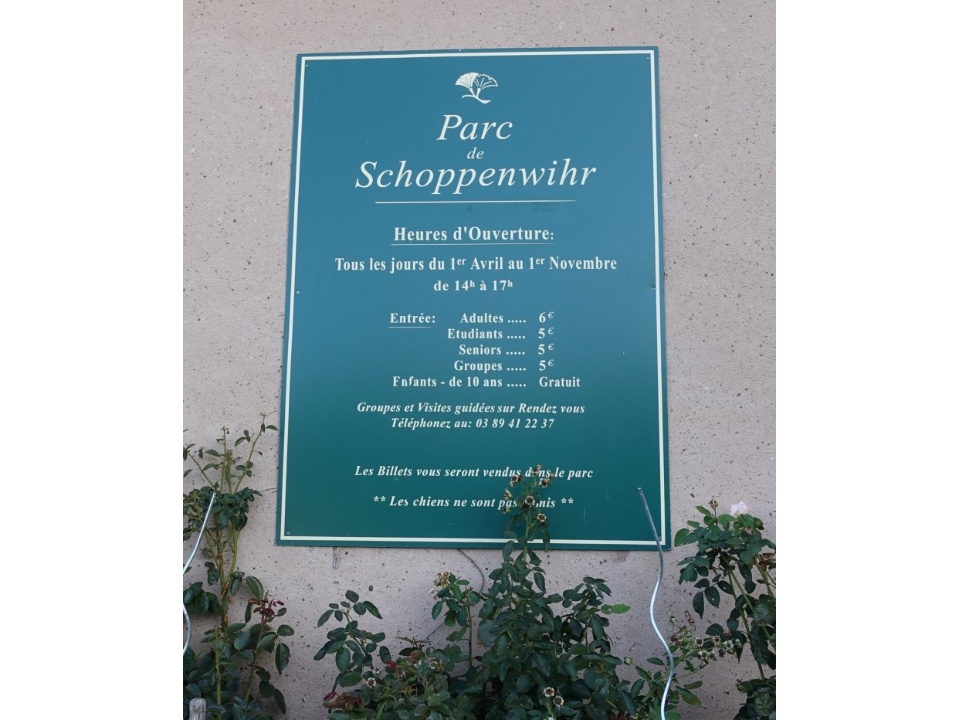 Parc
de
Schoppenwihr
Heures d'Ouverture:
Tous les jours du 1er Avril au 1er Novembre
de 14h à 17h
Entrée: Adultes ..... 6€
Etudiants ..... 5€
Seniors ..... 5€
Groupes ..... 5€
Enfants - de 10 ans ..... Gratuit
Groupes et Visites guidées sur Rendez vous
Téléphonez au: 03 89 41 22 37
Les Billets vous seront vendus dans le parc
** Les chiens ne sont pas admis **